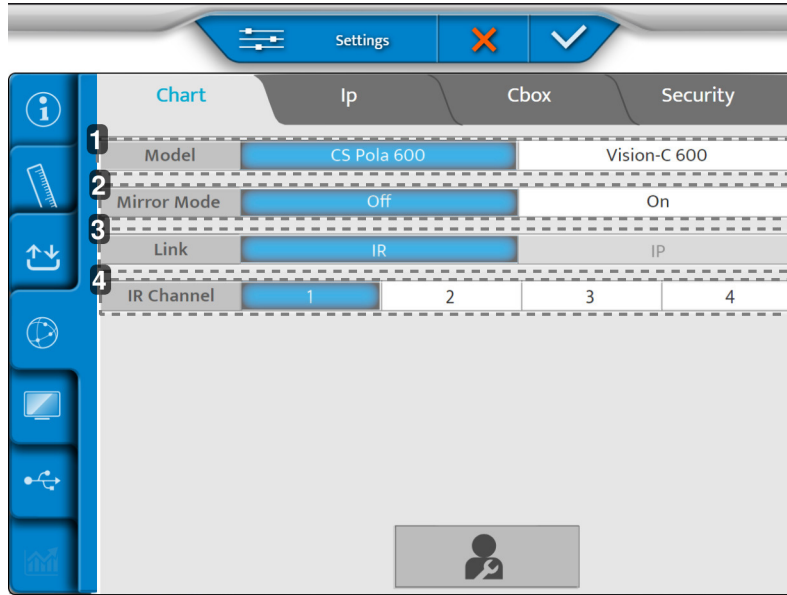 Settings
Chart Ip Cbox Security
1
Model CS Pola 600 Vision-C 600
2
Mirror Mode Off On
3
Link IR IP
4
IR Channel 1 2 3 4